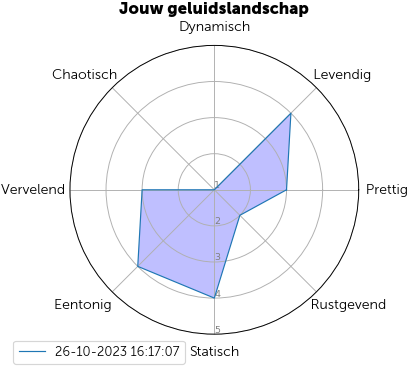 Jouw geluidslandschap
Dynamisch
Chaotisch
Levendig
Vervelend
Prettig
1
2
3
4
5
Eentonig
Rustgevend
Statisch
26-10-2023 16:17:07